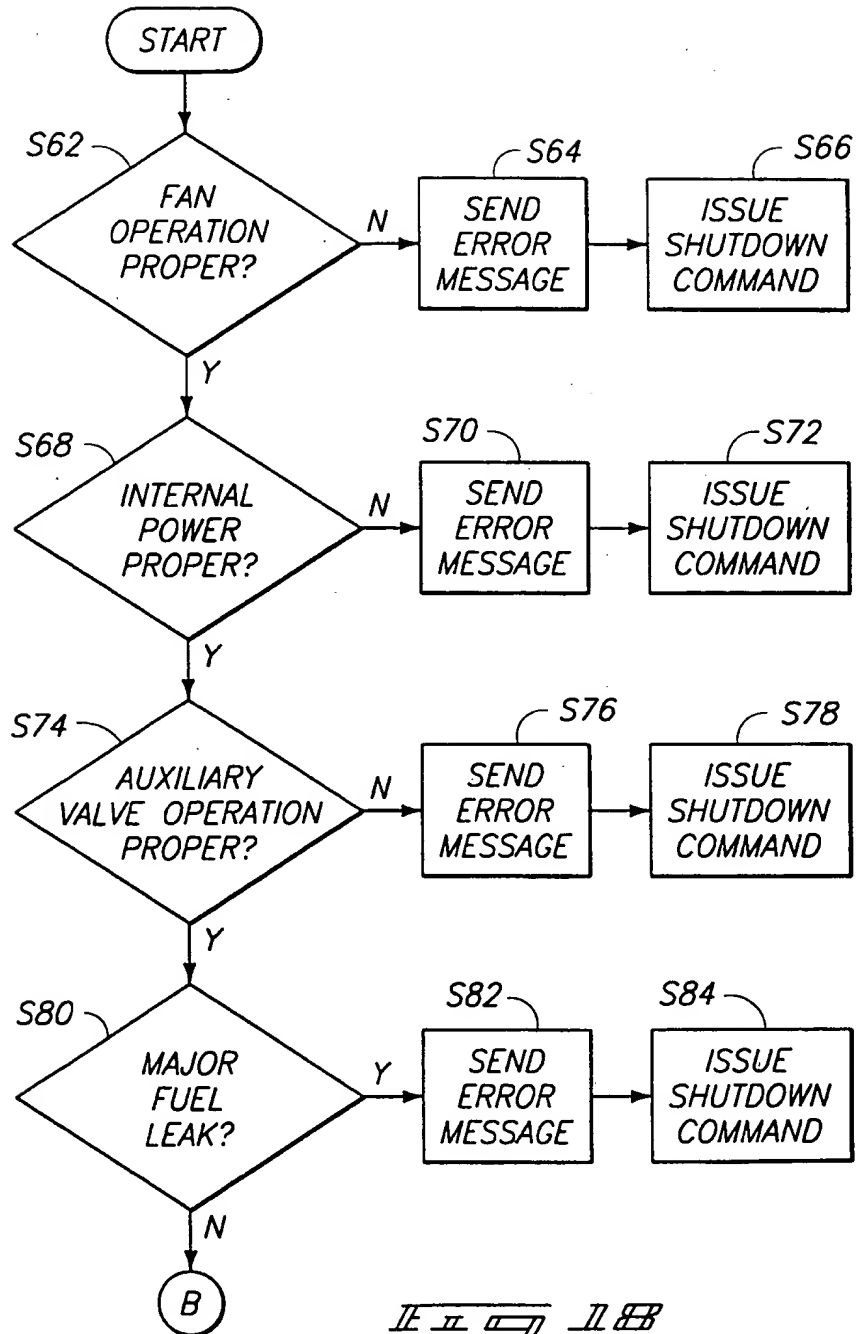 START
S62
FAN
OPERATION
PROPER?
N
S64
SEND
ERROR
MESSAGE
S66
ISSUE
SHUTDOWN
COMMAND
Y
S68
INTERNAL
POWER
PROPER?
N
S70
SEND
ERROR
MESSAGE
S72
ISSUE
SHUTDOWN
COMMAND
Y
S74
AUXILIARY
VALVE OPERATION
PROPER?
N
S76
SEND
ERROR
MESSAGE
S78
ISSUE
SHUTDOWN
COMMAND
Y
S80
MAJOR
FUEL
LEAK?
Y
S82
SEND
ERROR
MESSAGE
S84
ISSUE
SHUTDOWN
COMMAND
N
B
Fig 18